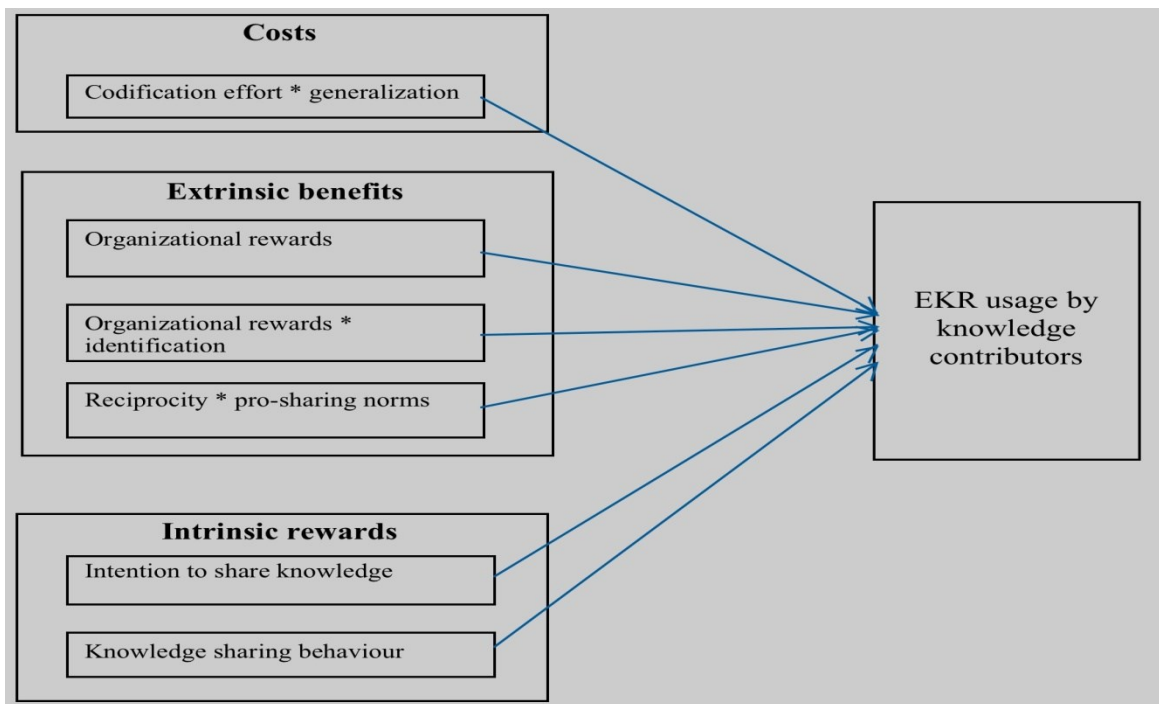 Costs
Codification effort * generalization
Extrinsic benefits
Organizational rewards
Organizational rewards *
identification
Reciprocity * pro-sharing norms
Intrinsic rewards
Intention to share knowledge
Knowledge sharing behaviour
EKR usage by
knowledge
contributors